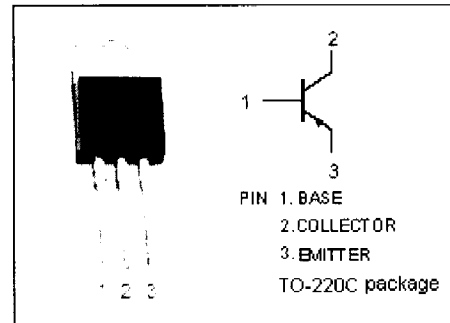 2
1
3
PIN 1. BASE
2. COLLECTOR
3. EMITTER
TO-220C package
1 2 3